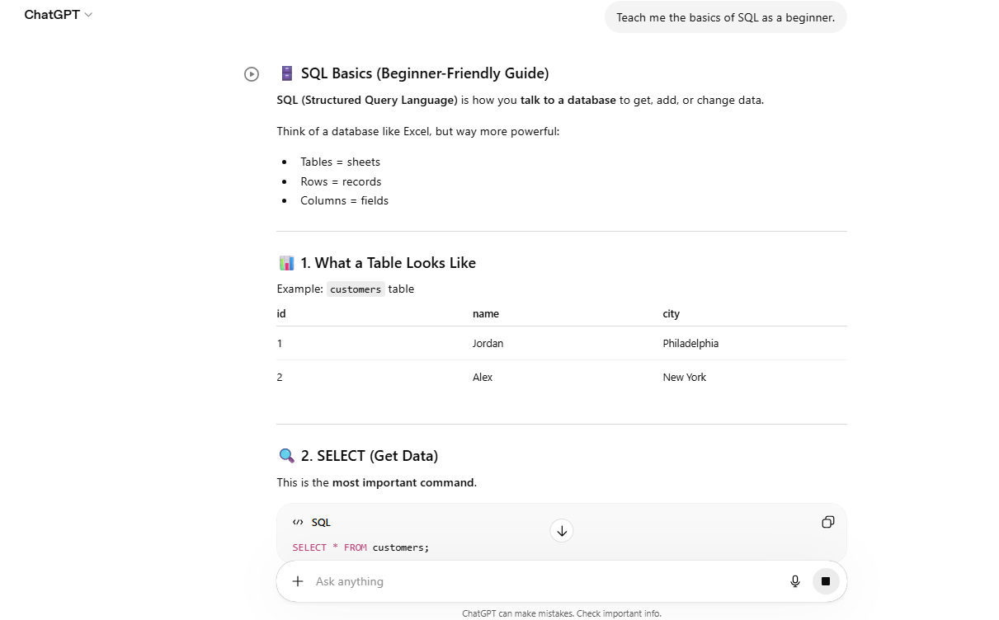 ChatGPT
Teach me the basics of SQL as a beginner.
SQL Basics (Beginner-Friendly Guide)
SQL (Structured Query Language) is how you talk to a database to get, add, or change data.
Think of a database like Excel, but way more powerful:
Tables = sheets
Rows = records
Columns = fields
1. What a Table Looks Like
Example: customers table
id name city
1 Jordan Philadelphia
2 Alex New York
2. SELECT (Get Data)
This is the most important command.
SQL
SELECT * FROM customers;
Ask anything
ChatGPT can make mistakes. Check important info.